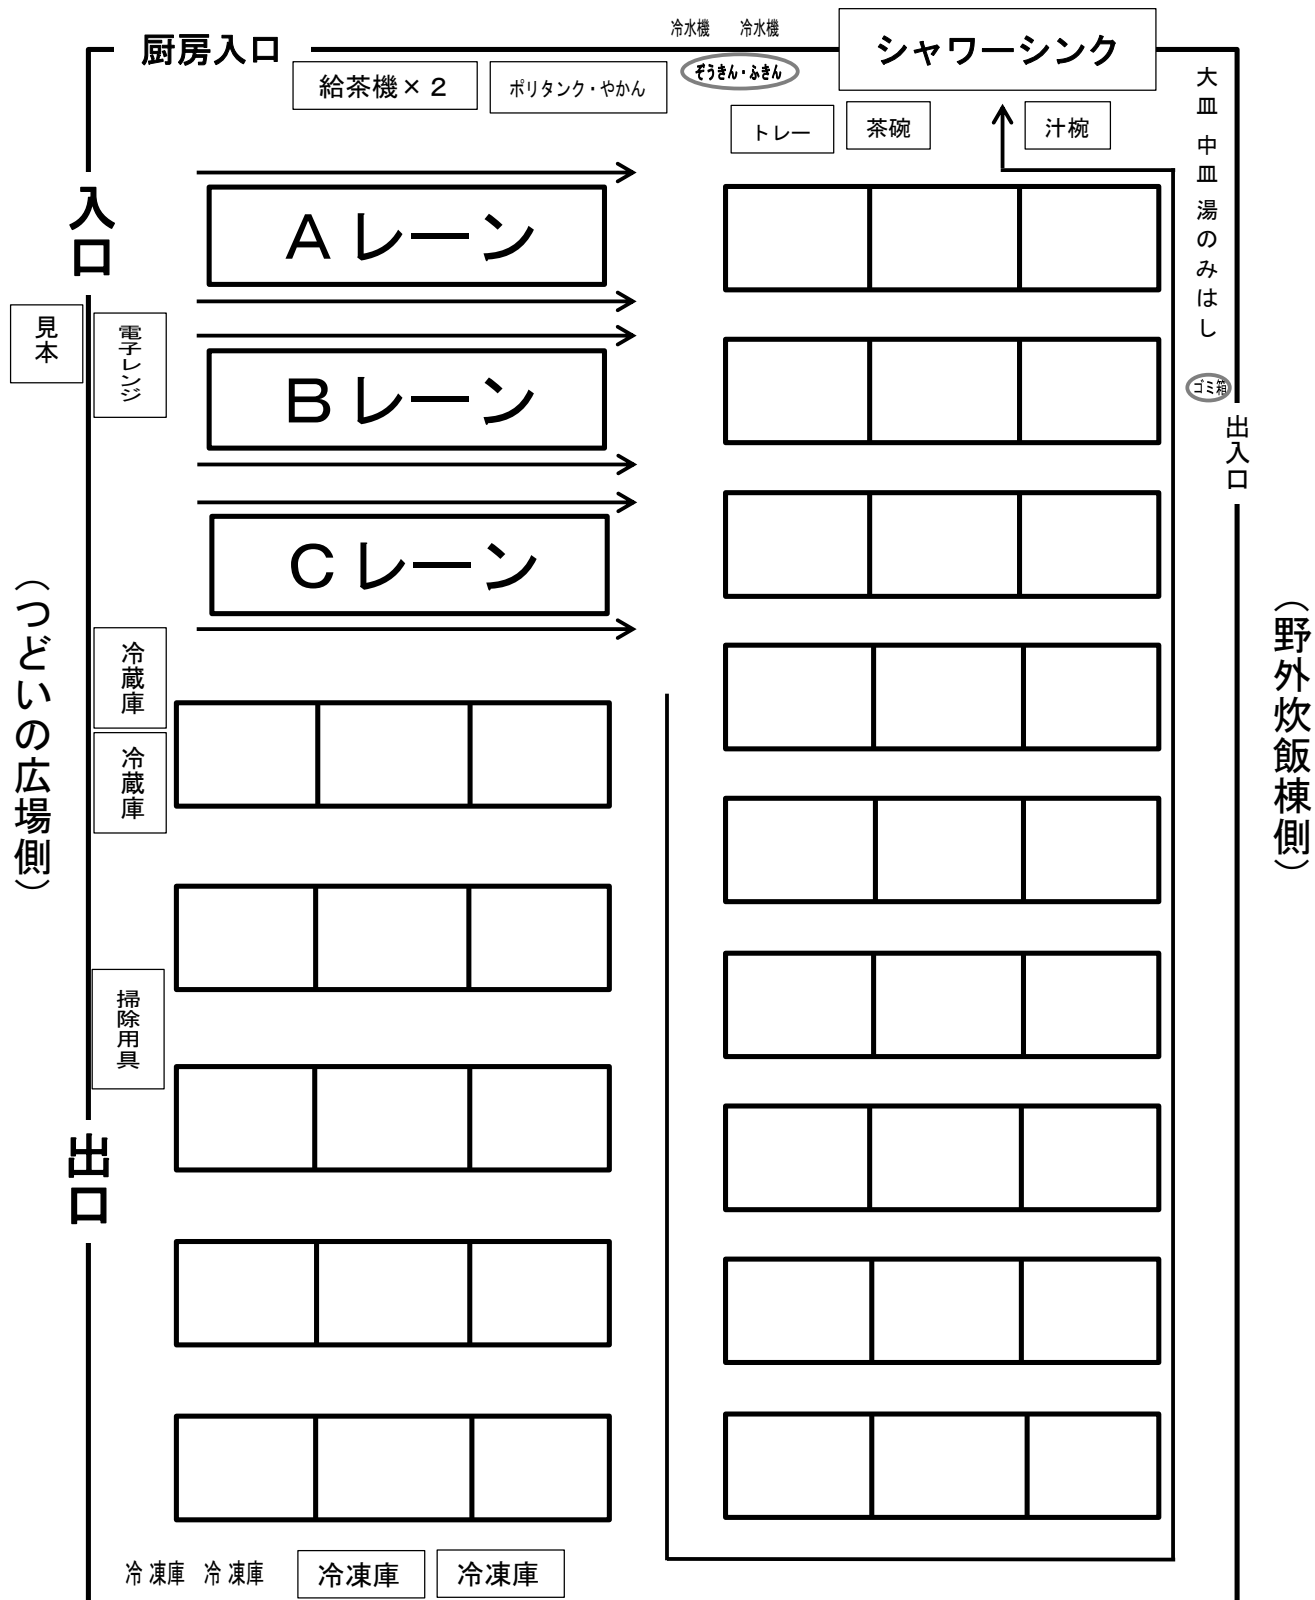 冷水機 冷水機
厨房入口
シャワーシンク
ぞうきん・ふきん
給茶機×2
ポリタンク・やかん
トレー
茶碗
汁椀
大皿 中皿 湯のみはし
入口
Aレーン
見本
電子レンジ
Bレーン
ゴミ箱
出入口
Cレーン
(つどいの広場側)
(野外炊飯棟側)
冷蔵庫
冷蔵庫
掃除用具
出口
冷凍庫 冷凍庫
冷凍庫
冷凍庫